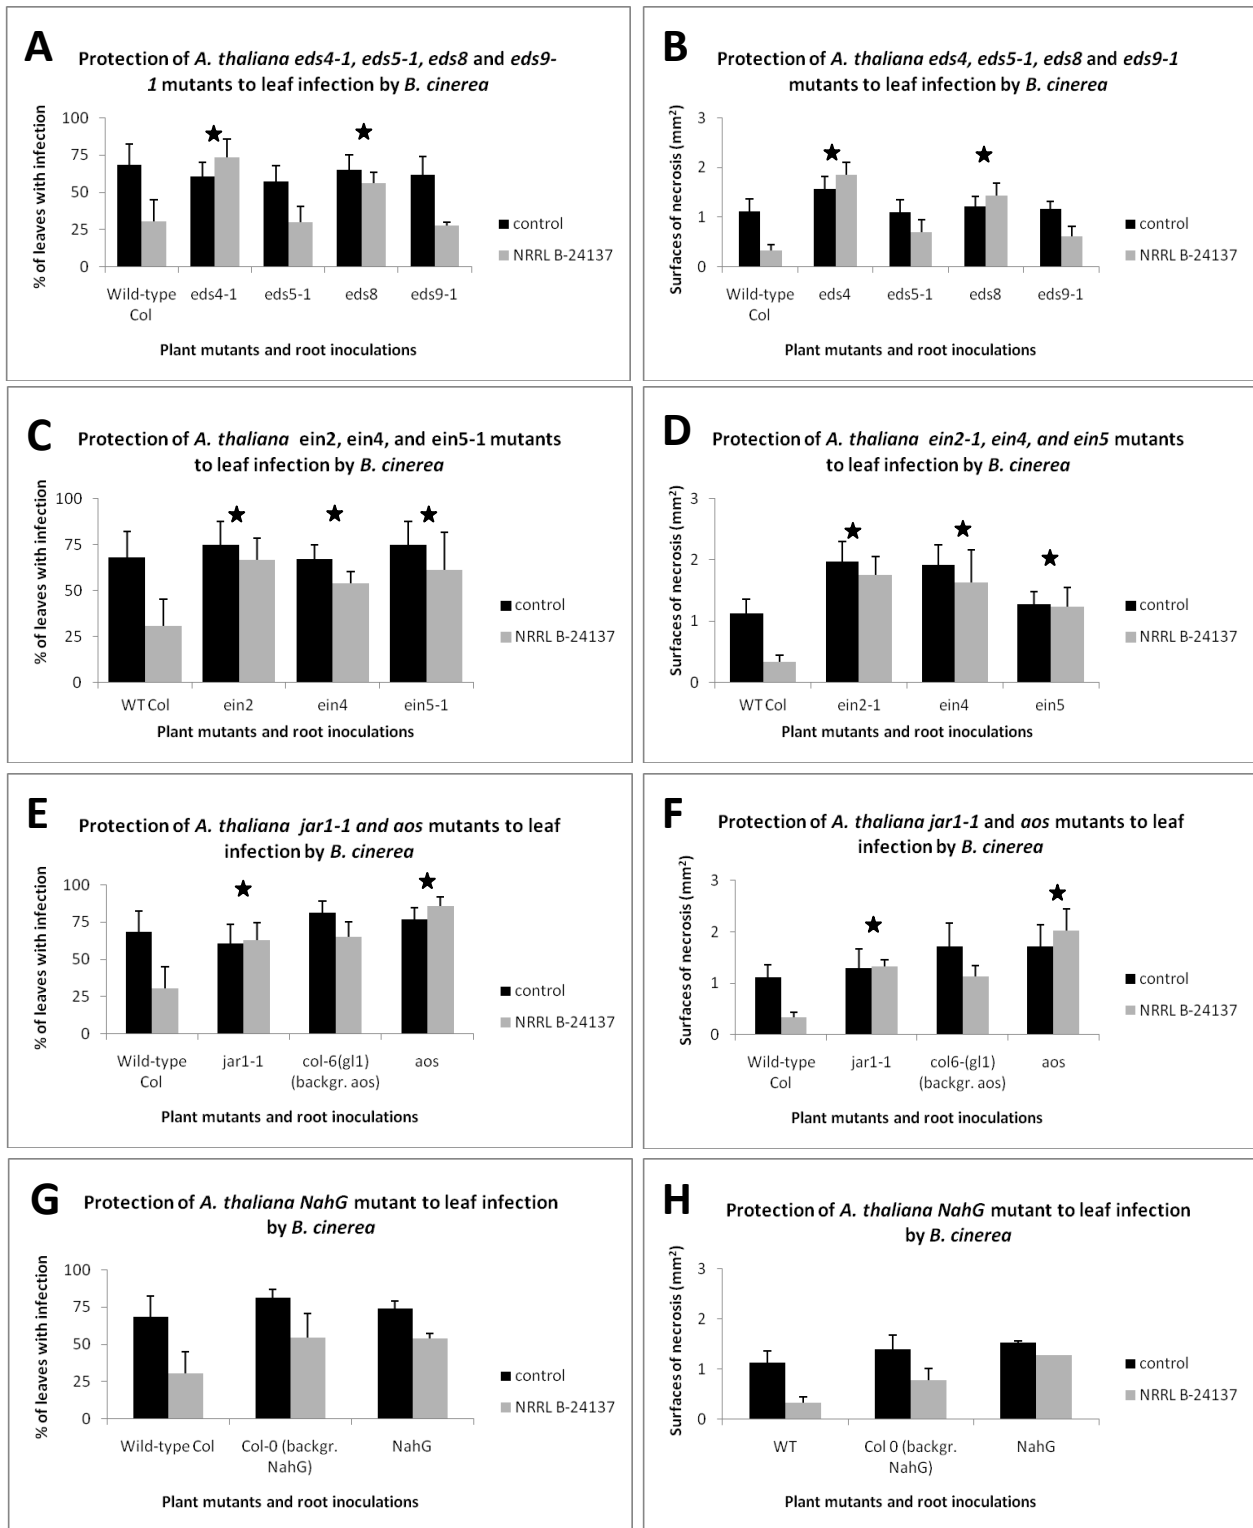 A
Protection of A. thaliana eds4-1, eds5-1, eds8 and eds9-
1 mutants to leaf infection by B. cinerea
% of leaves with infection
100
75
50
25
0
Wild-type
Col
eds4-1
eds5-1
eds8
eds9-1
control
NRRL B-24137
Plant mutants and root inoculations
B
Protection of A. thaliana eds4, eds5-1, eds8 and eds9-1
mutants to leaf infection by B. cinerea
Surfaces of necrosis (mm²)
3
2
1
0
Wild-type
Col
eds4
eds5-1
eds8
eds9-1
control
NRRL B-24137
Plant mutants and root inoculations
C
Protection of A. thaliana ein2, ein4, and ein5-1 mutants
to leaf infection by B. cinerea
% of leaves with infection
100
75
50
25
0
WT Col
ein2
ein4
ein5-1
control
NRRL B-24137
Plant mutants and root inoculations
D
Protection of A. thaliana ein2-1, ein4, and ein5 mutants
to leaf infection by B. cinerea
Surfaces of necrosis (mm²)
3
2
1
0
WT Col
ein2-1
ein4
ein5
control
NRRL B-24137
Plant mutants and root inoculations
E
Protection of A. thaliana jar1-1 and aos mutants to leaf
infection by B. cinerea
% of leaves with infection
100
75
50
25
0
Wild-type
Col
jar1-1
col-6(gl1)
(backgr. aos)
aos
control
NRRL B-24137
Plant mutants and root inoculations
F
Protection of A. thaliana jar1-1 and aos mutants to leaf
infection by B. cinerea
Surfaces of necrosis (mm²)
3
2
1
0
Wild-type
Col
jar1-1
col6-(gl1)
(backgr. aos)
aos
control
NRRL B-24137
Plant mutants and root inoculations
G
Protection of A. thaliana NahG mutant to leaf infection
by B. cinerea
% of leaves with infection
100
75
50
25
0
Wild-type Col
Col-0 (backgr.
NahG)
NahG
control
NRRL B-24137
Plant mutants and root inoculations
H
Protection of A. thaliana NahG mutant to leaf infection
by B. cinerea
Surfaces of necrosis (mm²)
3
2
1
0
WT
Col 0 (backgr.
NahG)
NahG
control
NRRL B-24137
Plant mutants and root inoculations